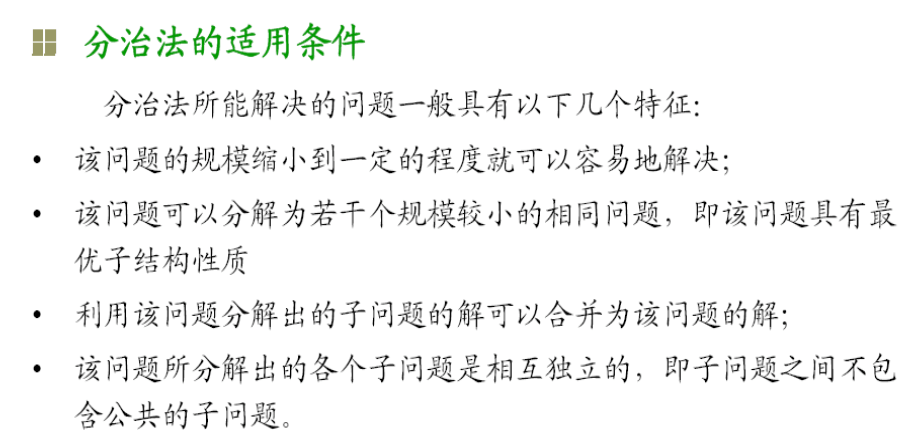 分治法的适用条件
分治法所能解决的问题一般具有以下几个特征:
• 该问题的规模缩小到一定的程度就可以容易地解决;
• 该问题可以分解为若干个规模较小的相同问题，即该问题具有最
优子结构性质
• 利用该问题分解出的子问题的解可以合并为该问题的解;
• 该问题所分解出的各个子问题是相互独立的，即子问题之间不包
含公共的子问题。